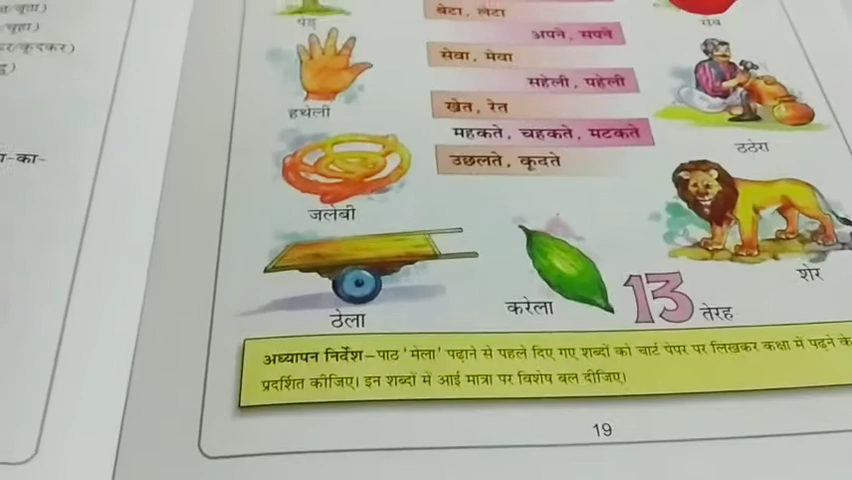 चूहा)
कूदकर)
-का-
पेड़
बेटा, लेटा
सेब
अपने, सपने
सेवा, मेवा
सहेली, पहेली
हथेली
खेत, रेत
महकते, चहकते, मटकते
ठठेरा
उछलते, कूदते
जलेबी
शेर
ठेला
करेला
13 तेरह
अध्यापन निर्देश–पाठ 'मेला' पढ़ाने से पहले दिए गए शब्दों को चार्ट पेपर पर लिखकर कक्षा में पढ़ने के
प्रदर्शित कीजिए। इन शब्दों में आई मात्रा पर विशेष बल दीजिए।
19